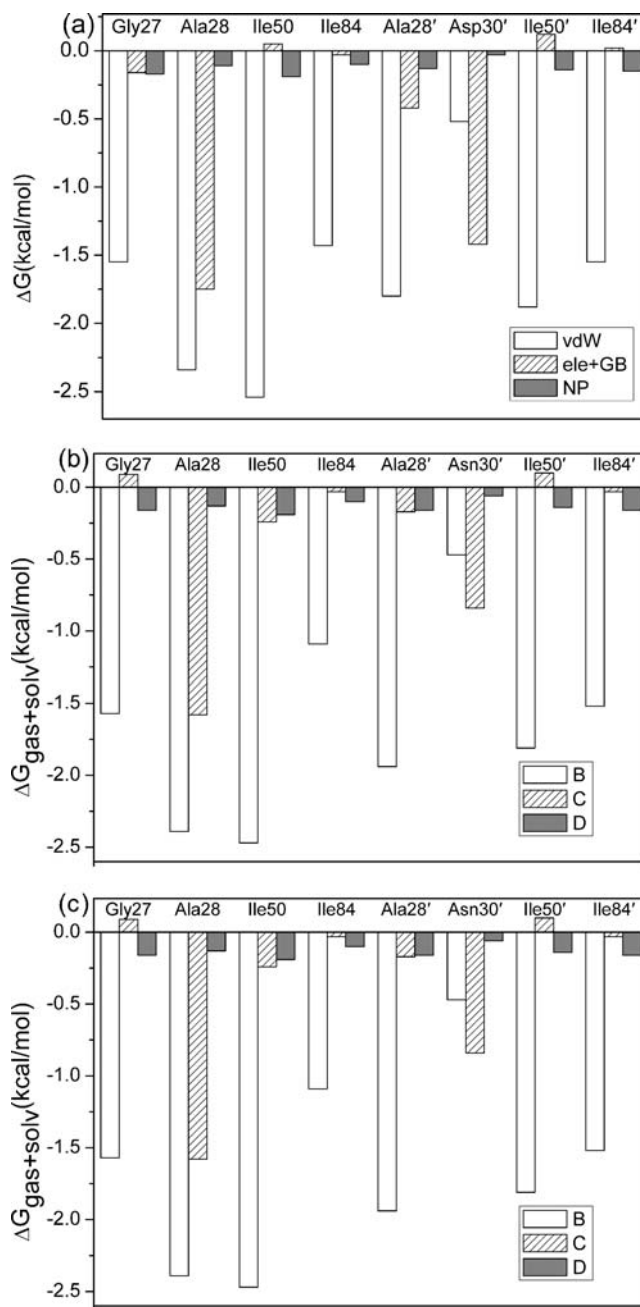 (a) Gly27 Ala28 Ile50 Ile84 Ala28′ Asp30′ Ile50′ Ile84′
0.0
-0.5
-1.0
-1.5
-2.0
-2.5
ΔG(kcal/mol)
vdW
ele+GB
NP
(b) Gly27 Ala28 Ile50 Ile84 Ala28′ Asn30′ Ile50′ Ile84′
0.0
-0.5
-1.0
-1.5
-2.0
-2.5
ΔGgas+solv(kcal/mol)
B
C
D
(c) Gly27 Ala28 Ile50 Ile84 Ala28′ Asn30′ Ile50′ Ile84′
0.0
-0.5
-1.0
-1.5
-2.0
-2.5
ΔGgas+solv(kcal/mol)
B
C
D